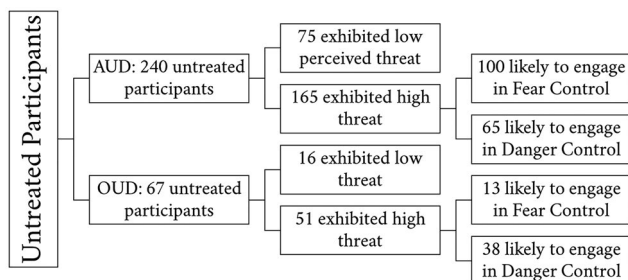 Untreated Participants
AUD: 240 untreated
participants
75 exhibited low
perceived threat
165 exhibited high
threat
100 likely to engage
in Fear Control
65 likely to engage
in Danger Control
OUD: 67 untreated
participants
16 exhibited low
threat
51 exhibited high
threat
13 likely to engage
in Fear Control
38 likely to engage
in Danger Control